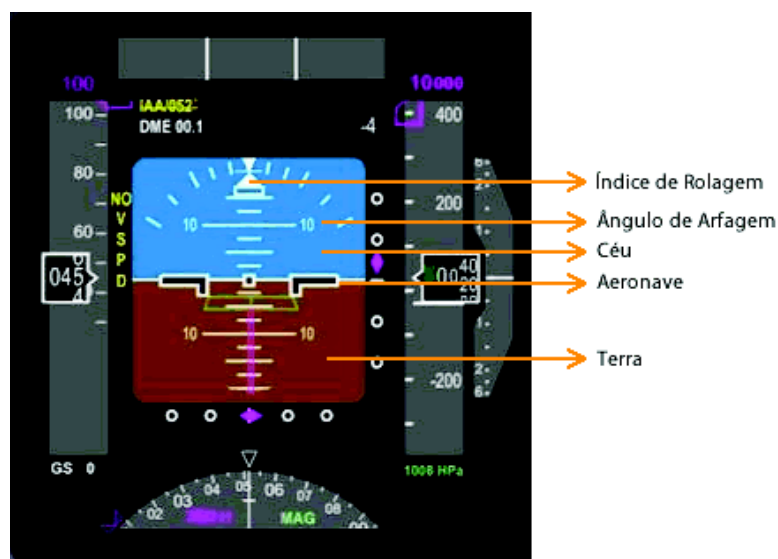 100
10000
IAA/052°
DME 00.1
-4
100
400
80
200
NO
V
S
P
D
10 10
60
045
40
20
10 10
-200
GS 0
1008 HPa
02 03 04 05 06 07 08
MAG
Índice de Rolagem
Ângulo de Arfagem
Céu
Aeronave
Terra